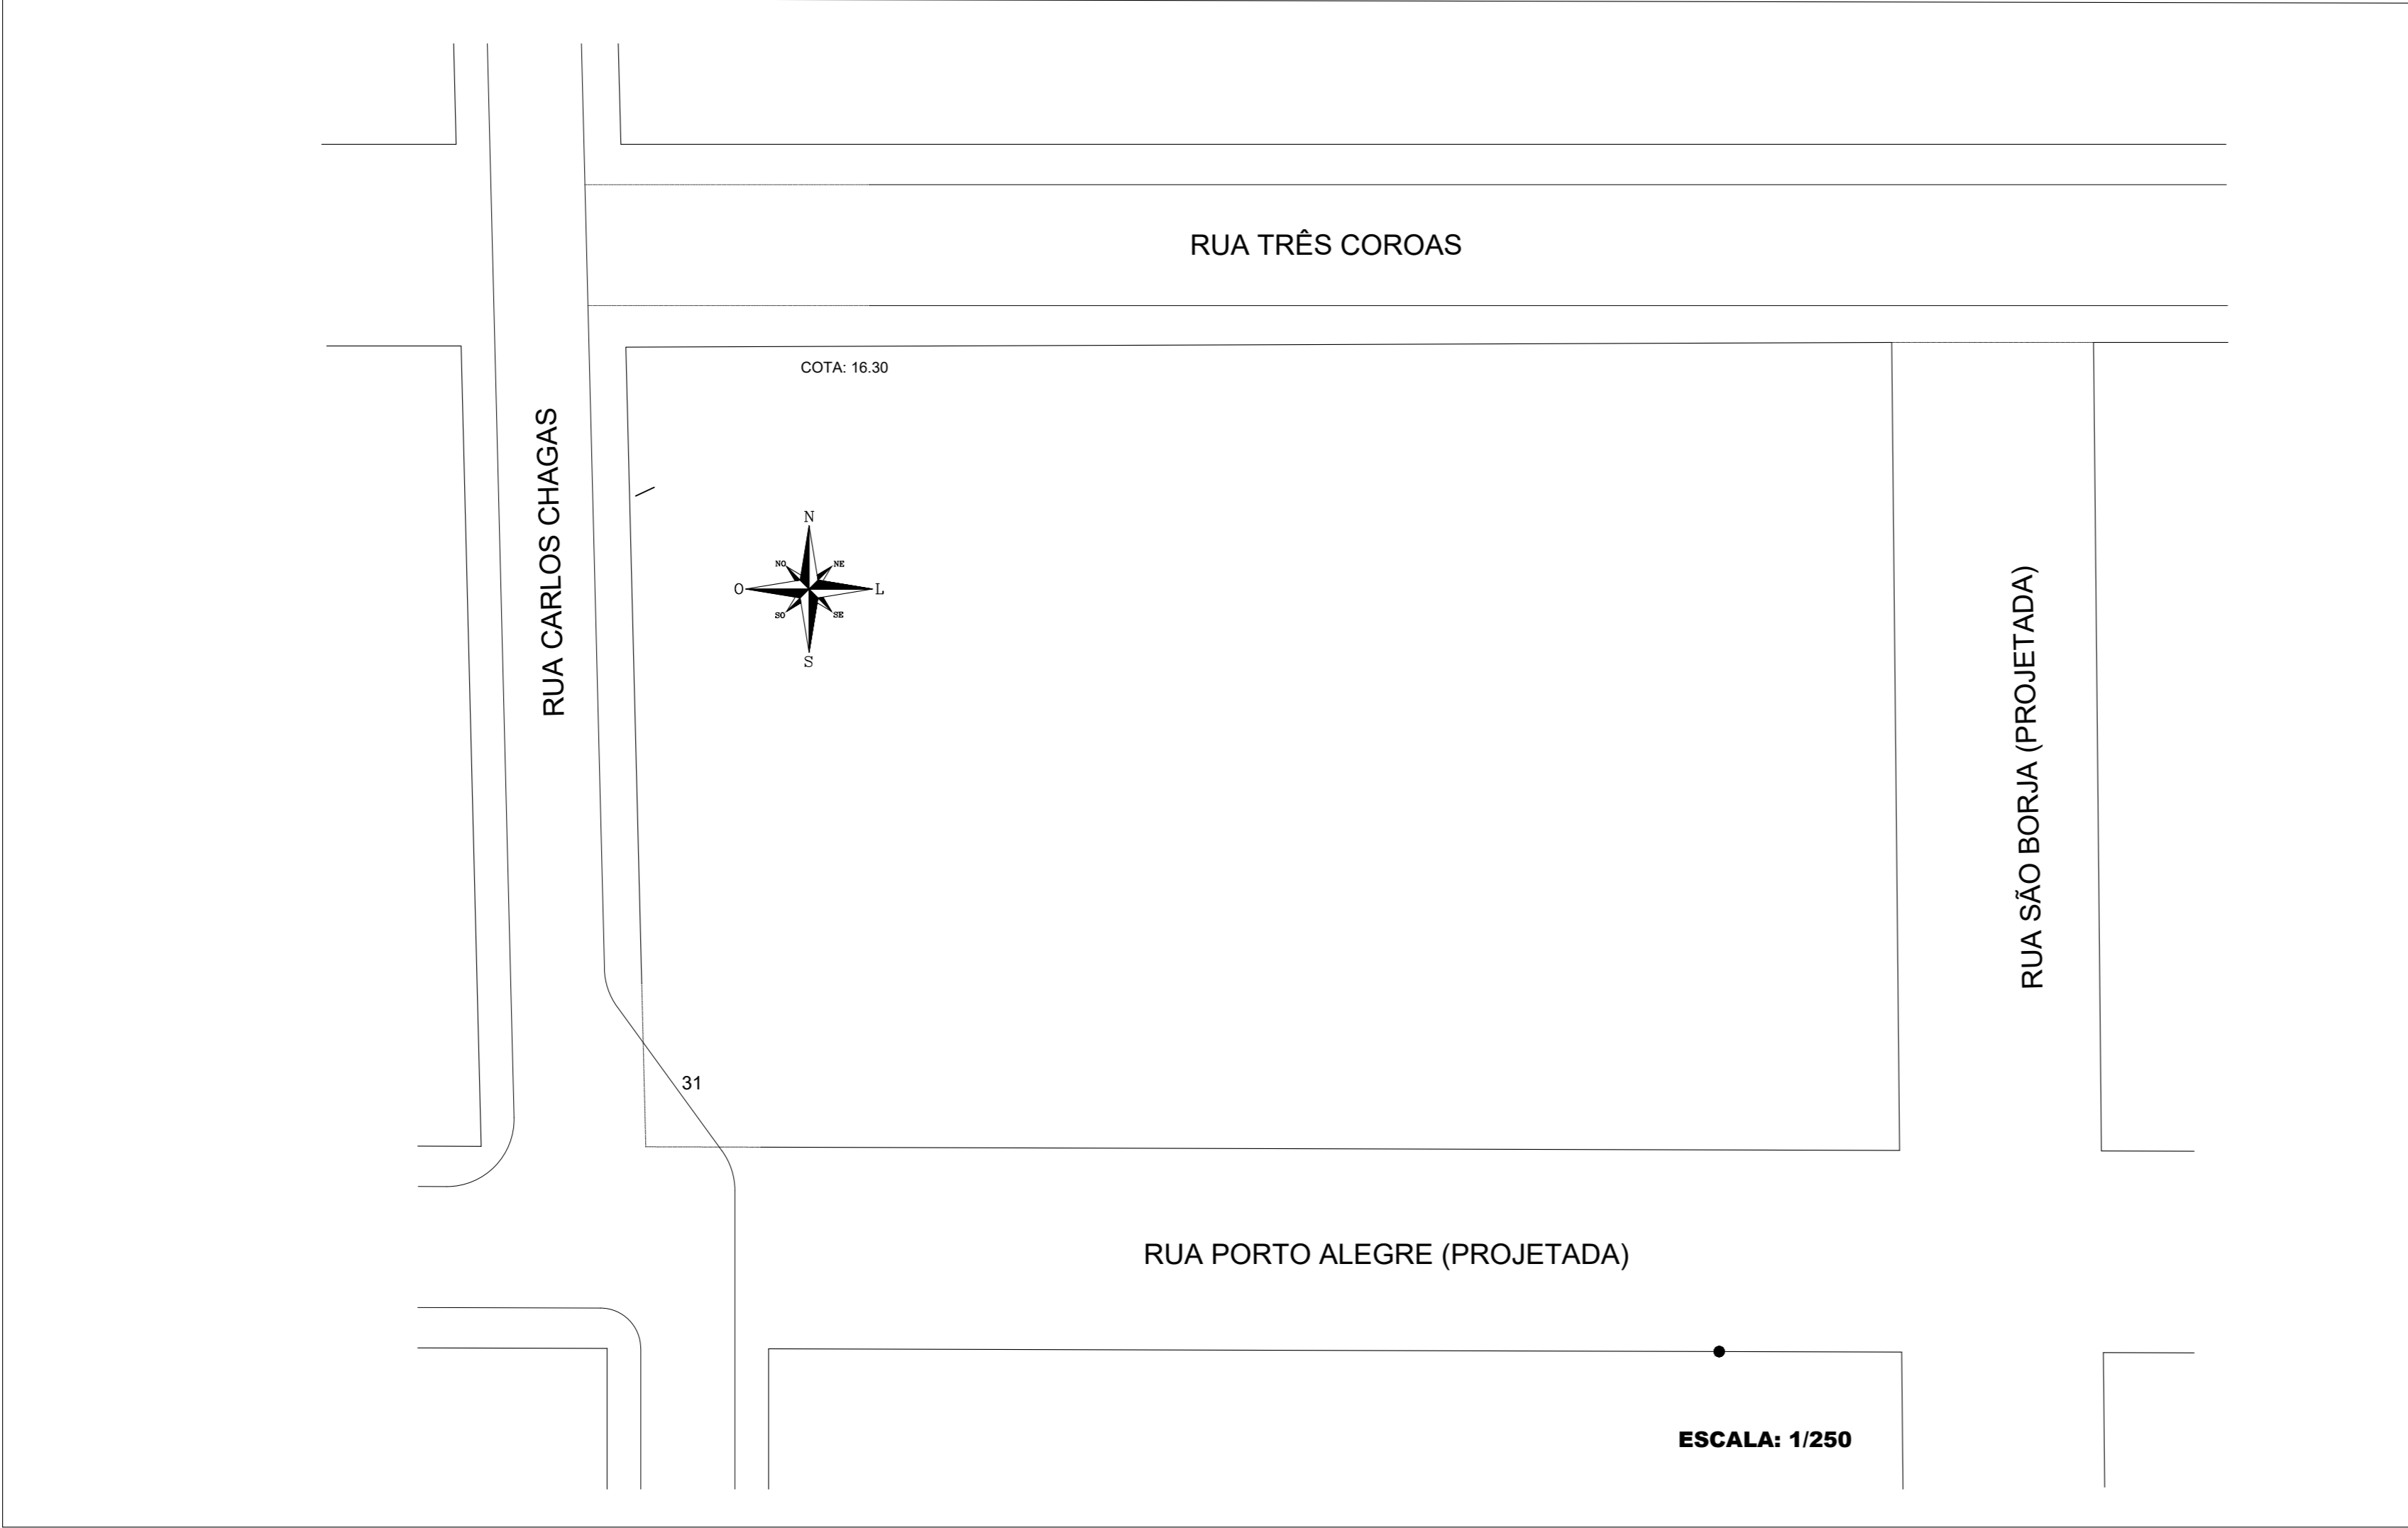 RUA TRÊS COROAS
COTA: 16.30
RUA CARLOS CHAGAS
N
NO
NE
O
L
SO
SE
S
RUA SÃO BORJA (PROJETADA)
31
RUA PORTO ALEGRE (PROJETADA)
ESCALA: 1/250